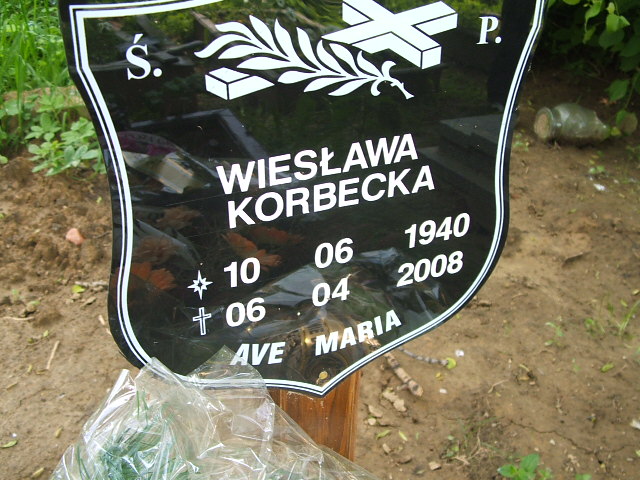 Ś. P.
WIESŁAWA
KORBECKA
10 06 1940
06 04 2008
AVE MARIA